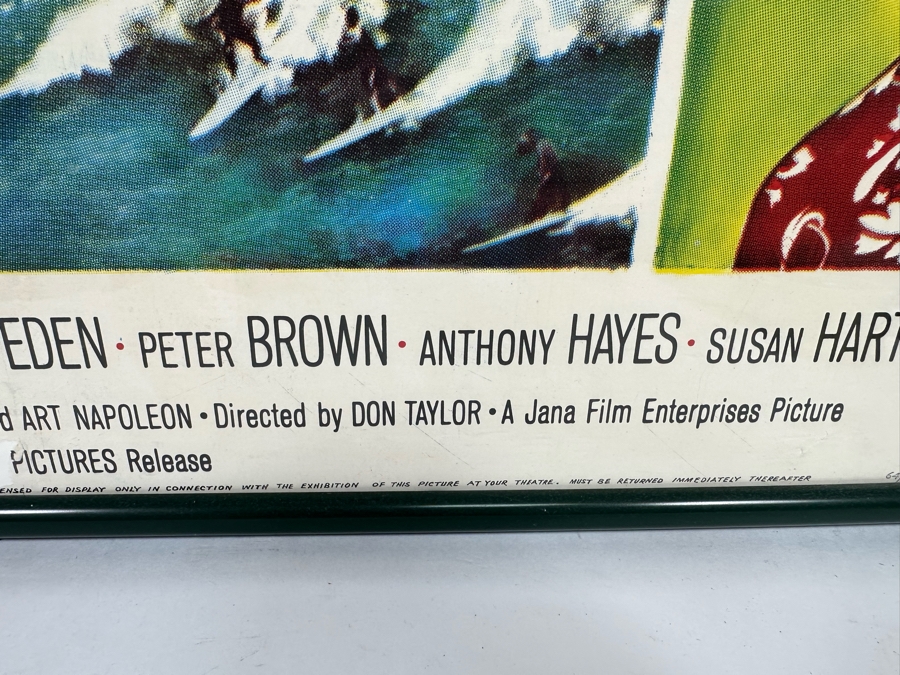 EDEN • PETER BROWN • ANTHONY HAYES • SUSAN HART
d ART NAPOLEON • Directed by DON TAYLOR • A Jana Film Enterprises Picture
PICTURES Release
ENSED FOR DISPLAY ONLY IN CONNECTION WITH THE EXHIBITION OF THIS PICTURE AT YOUR THEATRE. MUST BE RETURNED IMMEDIATELY THEREAFTER